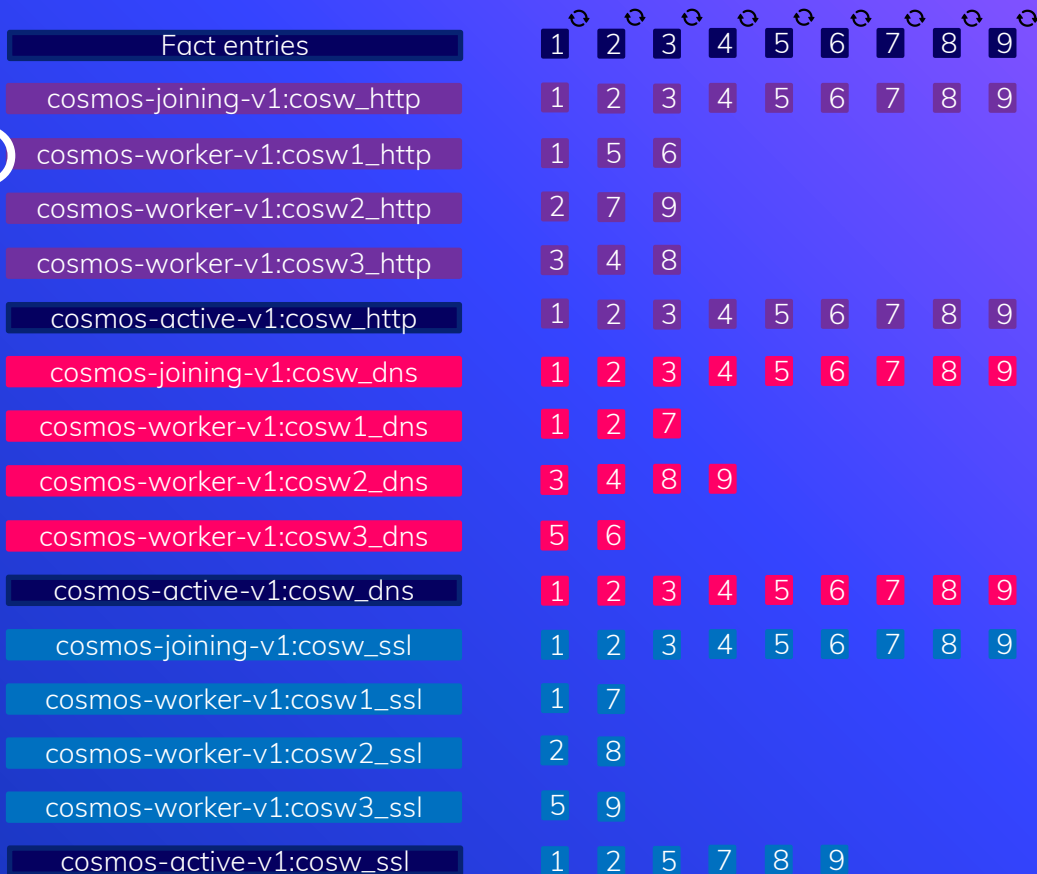 Fact entries 1 2 3 4 5 6 7 8 9
cosmos-joining-v1:cosw_http 1 2 3 4 5 6 7 8 9
cosmos-worker-v1:cosw1_http 1 5 6
cosmos-worker-v1:cosw2_http 2 7 9
cosmos-worker-v1:cosw3_http 3 4 8
cosmos-active-v1:cosw_http 1 2 3 4 5 6 7 8 9
cosmos-joining-v1:cosw_dns 1 2 3 4 5 6 7 8 9
cosmos-worker-v1:cosw1_dns 1 2 7
cosmos-worker-v1:cosw2_dns 3 4 8 9
cosmos-worker-v1:cosw3_dns 5 6
cosmos-active-v1:cosw_dns 1 2 3 4 5 6 7 8 9
cosmos-joining-v1:cosw_ssl 1 2 3 4 5 6 7 8 9
cosmos-worker-v1:cosw1_ssl 1 7
cosmos-worker-v1:cosw2_ssl 2 8
cosmos-worker-v1:cosw3_ssl 5 9
cosmos-active-v1:cosw_ssl 1 2 5 7 8 9